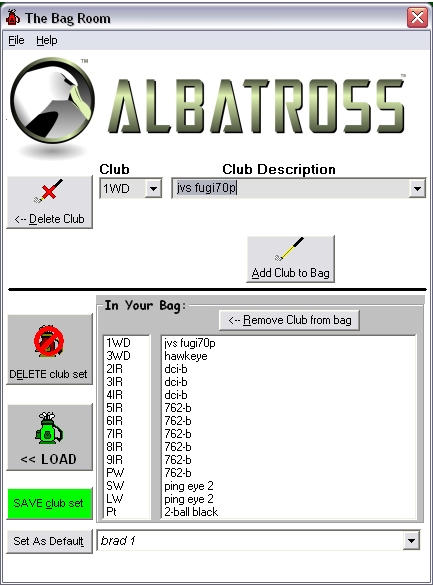 The Bag Room
File Help
ALBATROSS
TM
TM
Club Club Description
1WD jvs fugi70p
<-- Delete Club
Add Club to Bag
In Your Bag:
<-- Remove Club from bag
1WD jvs fugi70p
3WD hawkeye
2IR dci-b
3IR dci-b
4IR dci-b
5IR 762-b
6IR 762-b
7IR 762-b
8IR 762-b
9IR 762-b
PW 762-b
SW ping eye 2
LW ping eye 2
Pt 2-ball black
DELETE club set
<< LOAD
SAVE club set
Set As Default brad 1